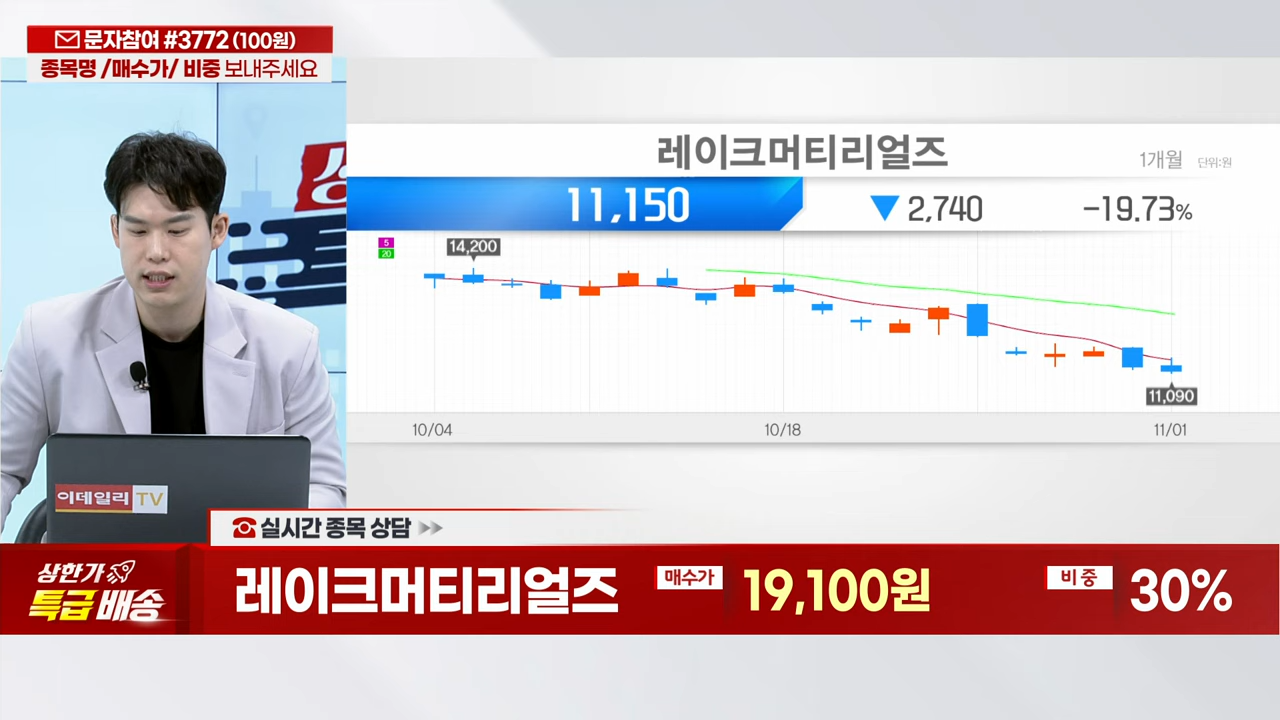 문자참여 #3772 (100원)
종목명 /매수가/ 비중 보내주세요
레이크머티리얼즈
1개월 단위:원
11,150 ▼ 2,740 -19.73%
5
20
14,200
11,090
10/04 10/18 11/01
이데일리 TV
실시간 종목 상담
상한가
특급 배송
레이크머티리얼즈 매수가 19,100원 비중 30%